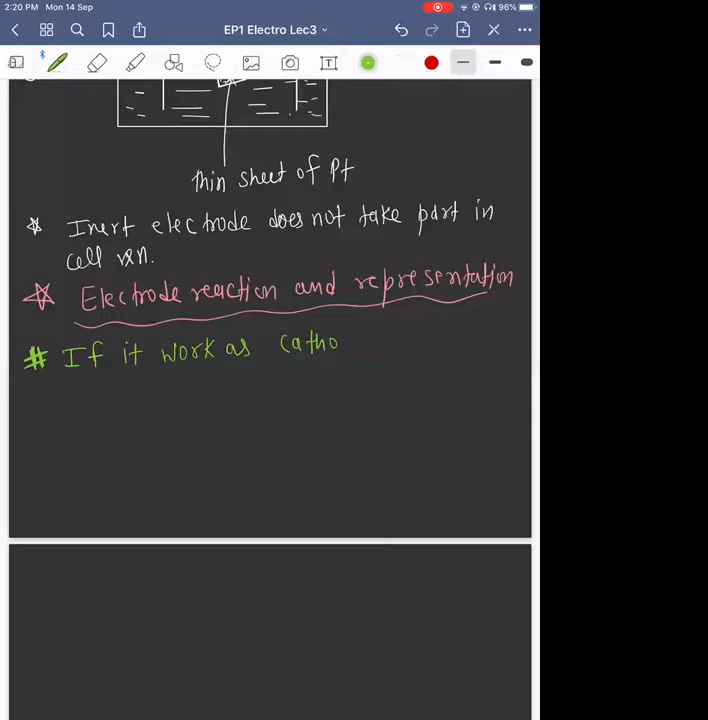 2:20 PM Mon 14 Sep
96%
EP1 Electro Lec3
T
thin sheet of Pt
Inert electrode does not take part in
cell rxn.
Electrode reaction and representation
# If it work as catho